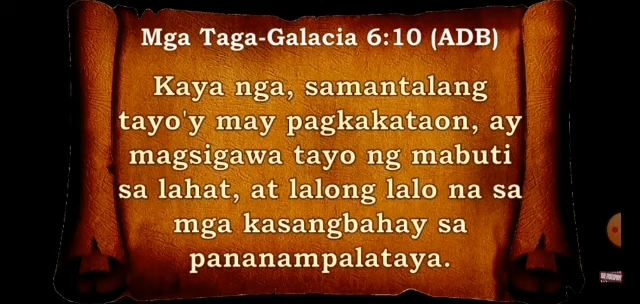 Mga Taga-Galacia 6:10 (ADB)
Kaya nga, samantalang
tayo'y may pagkakataon, ay
magsigawa tayo ng mabuti
sa lahat, at lalong lalo na sa
mga kasangbahay sa
pananampalataya.